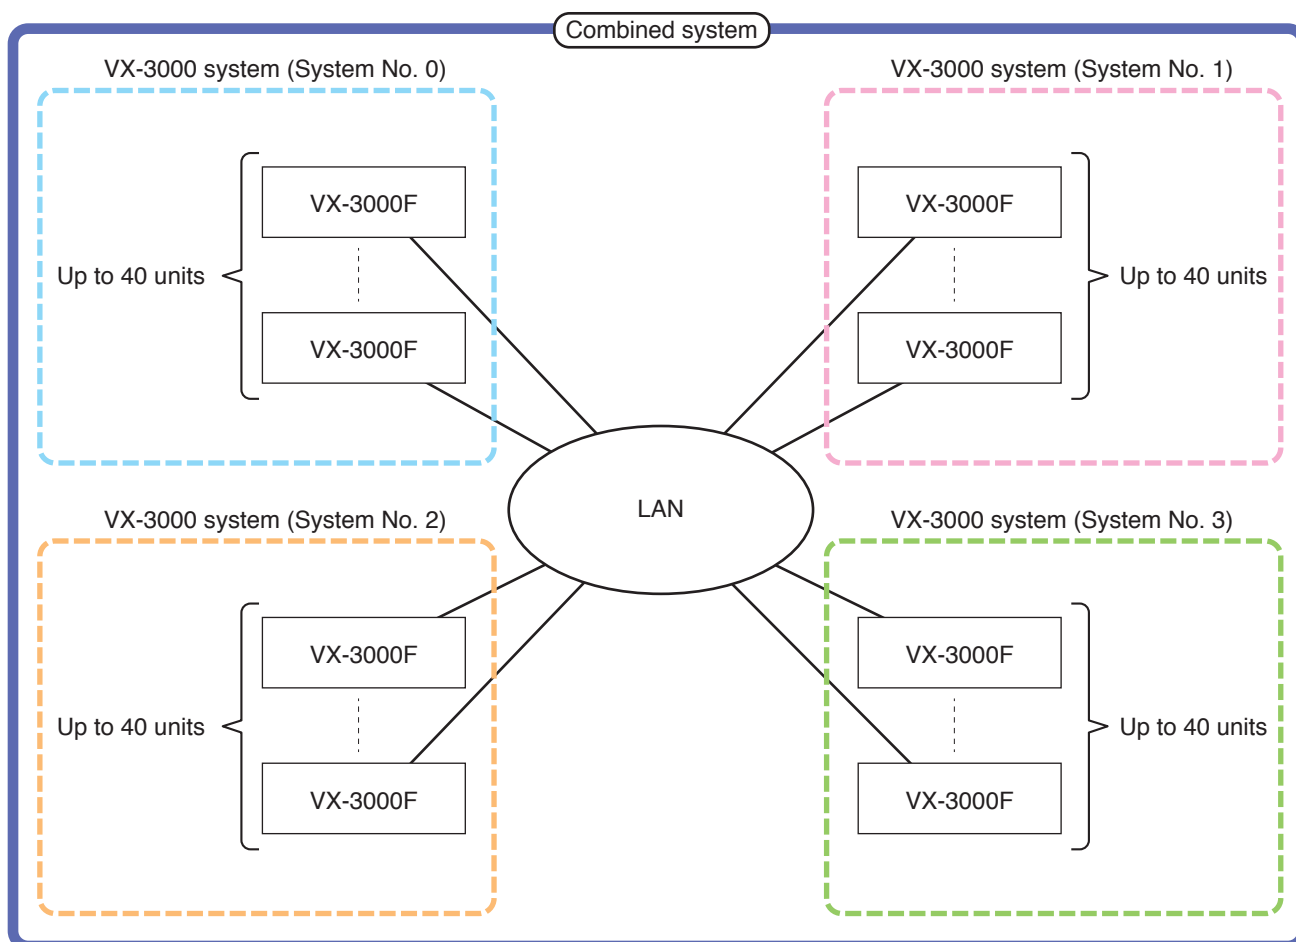 Combined system
VX-3000 system (System No. 0)
VX-3000F
Up to 40 units
VX-3000F
VX-3000 system (System No. 1)
VX-3000F
Up to 40 units
VX-3000F
LAN
VX-3000 system (System No. 2)
VX-3000F
Up to 40 units
VX-3000F
VX-3000 system (System No. 3)
VX-3000F
Up to 40 units
VX-3000F